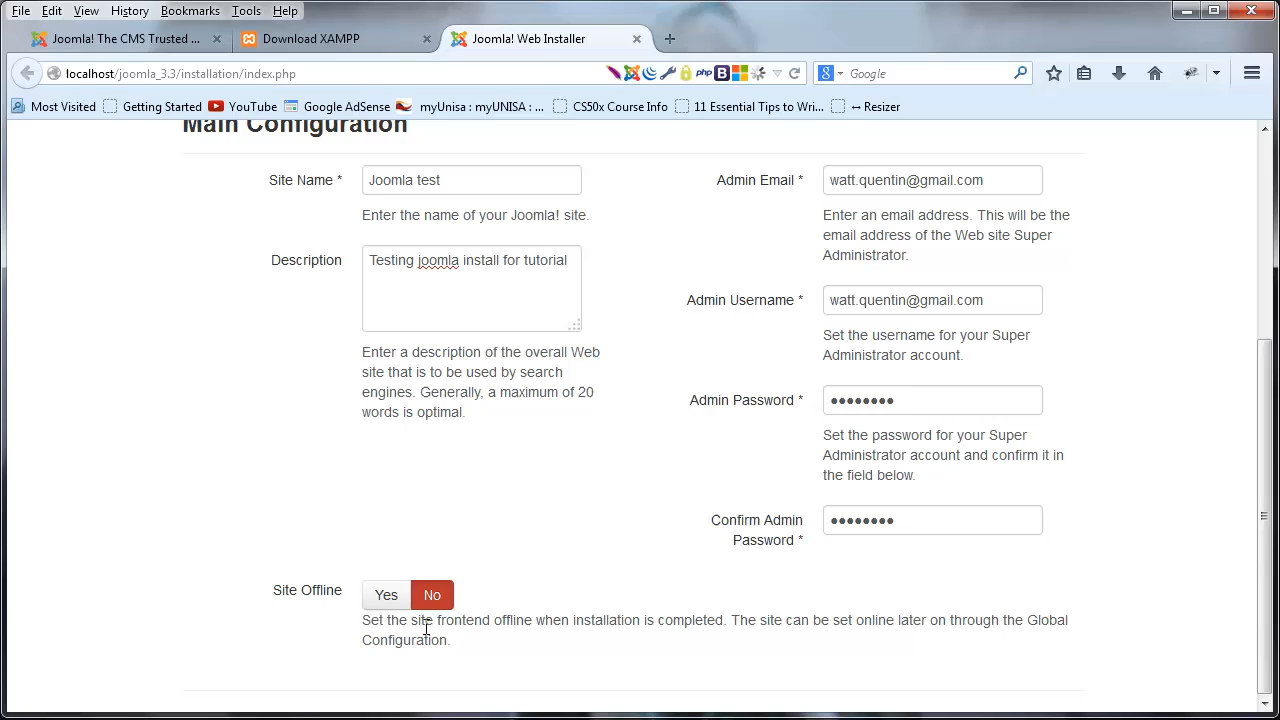 File Edit View History Bookmarks Tools Help
Joomla! The CMS Trusted ...
Download XAMPP
Joomla! Web Installer
localhost/joomla_3.3/installation/index.php
php
B
Google
Most Visited
Getting Started
YouTube
Google AdSense
myUnisa : myUNISA : ...
CS50x Course Info
11 Essential Tips to Wri...
↔ Resizer
Main Configuration
Site Name *
Joomla test
Enter the name of your Joomla! site.
Description
Testing joomla install for tutorial
Enter a description of the overall Web
site that is to be used by search
engines. Generally, a maximum of 20
words is optimal.
Admin Email *
watt.quentin@gmail.com
Enter an email address. This will be the
email address of the Web site Super
Administrator.
Admin Username *
watt.quentin@gmail.com
Set the username for your Super
Administrator account.
Admin Password *
●●●●●●●●
Set the password for your Super
Administrator account and confirm it in
the field below.
Confirm Admin
Password *
●●●●●●●●
Site Offline
Yes
No
Set the site frontend offline when installation is completed. The site can be set online later on through the Global
Configuration.